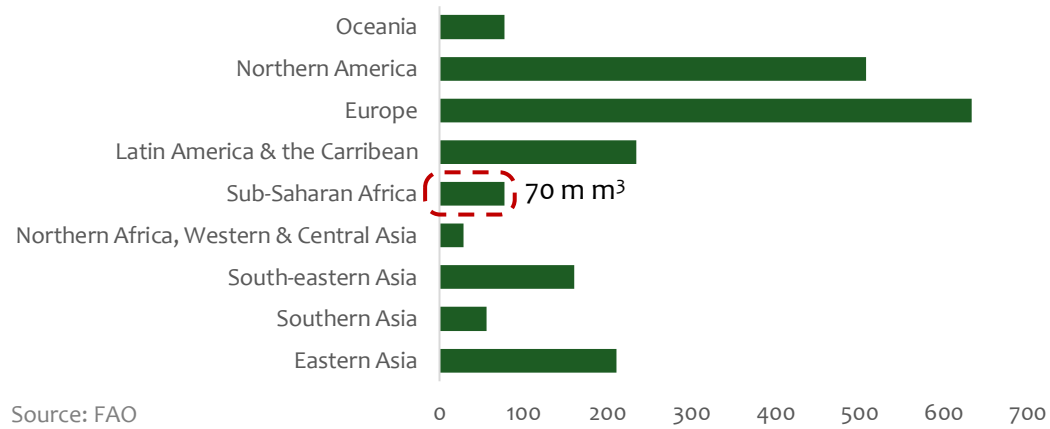 Oceania
Northern America
Europe
Latin America & the Carribean
Sub-Saharan Africa
70 m m³
Northern Africa, Western & Central Asia
South-eastern Asia
Southern Asia
Eastern Asia
Source: FAO
0 100 200 300 400 500 600 700